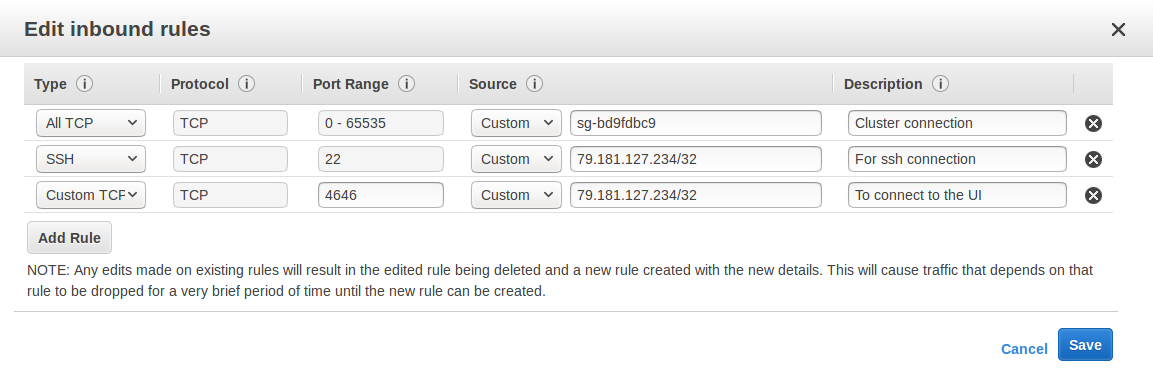 Edit inbound rules
Type Protocol Port Range Source Description
All TCP TCP 0 - 65535 Custom sg-bd9fdbc9 Cluster connection
SSH TCP 22 Custom 79.181.127.234/32 For ssh connection
Custom TCP TCP 4646 Custom 79.181.127.234/32 To connect to the UI
Add Rule
NOTE: Any edits made on existing rules will result in the edited rule being deleted and a new rule created with the new details. This will cause traffic that depends on that
rule to be dropped for a very brief period of time until the new rule can be created.
Cancel Save